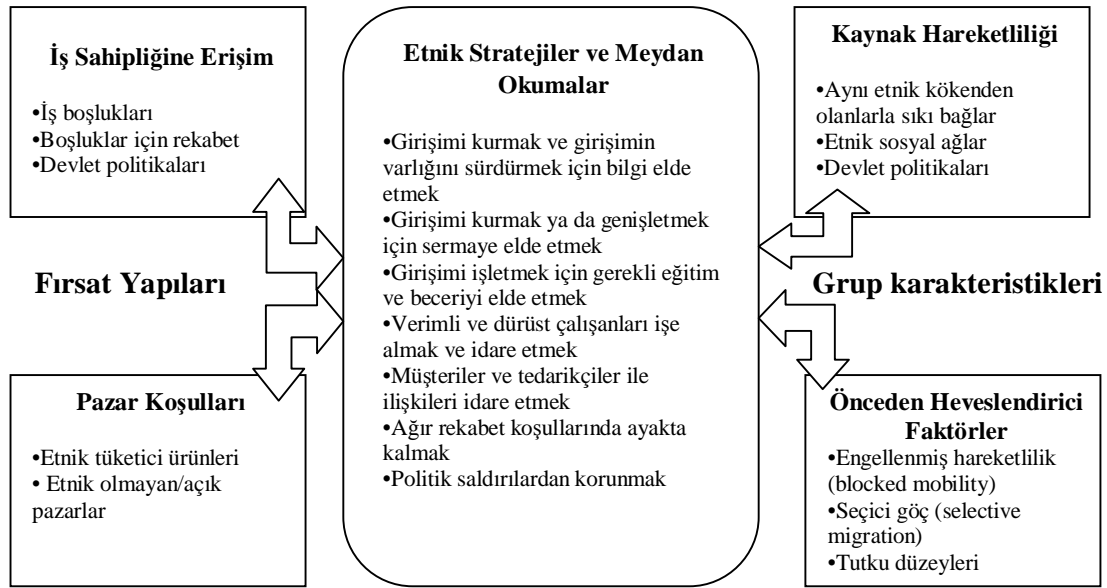 İş Sahipliğine Erişim
•İş boşlukları
•Boşluklar için rekabet
•Devlet politikaları
Fırsat Yapıları
Pazar Koşulları
•Etnik tüketici ürünleri
• Etnik olmayan/açık
pazarlar
Etnik Stratejiler ve Meydan
Okumalar
•Girişimi kurmak ve girişimin
varlığını sürdürmek için bilgi elde
etmek
•Girişimi kurmak ya da genişletmek
için sermaye elde etmek
•Girişimi işletmek için gerekli eğitim
ve beceriyi elde etmek
•Verimli ve dürüst çalışanları işe
almak ve idare etmek
•Müşteriler ve tedarikçiler ile
ilişkileri idare etmek
•Ağır rekabet koşullarında ayakta
kalmak
•Politik saldırılardan korunmak
Kaynak Hareketliliği
•Aynı etnik kökenden
olanlarla sıkı bağlar
•Etnik sosyal ağlar
•Devlet politikaları
Grup karakteristikleri
Önceden Heveslendirici
Faktörler
•Engellenmiş hareketlilik
(blocked mobility)
•Seçici göç (selective
migration)
•Tutku düzeyleri